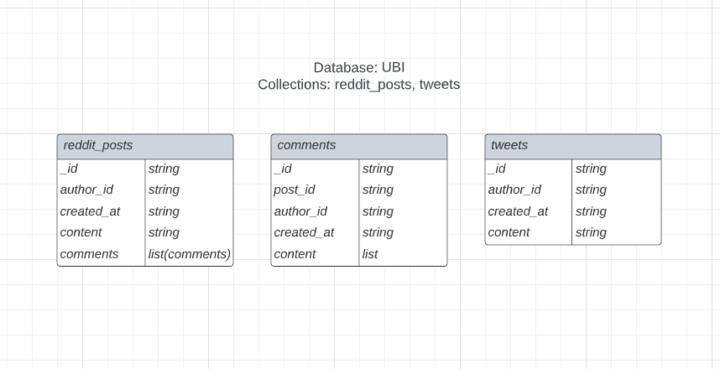 Database: UBI
Collections: reddit_posts, tweets
reddit_posts
_id string
author_id string
created_at string
content string
comments list(comments)
comments
_id string
post_id string
author_id string
created_at string
content list
tweets
_id string
author_id string
created_at string
content string